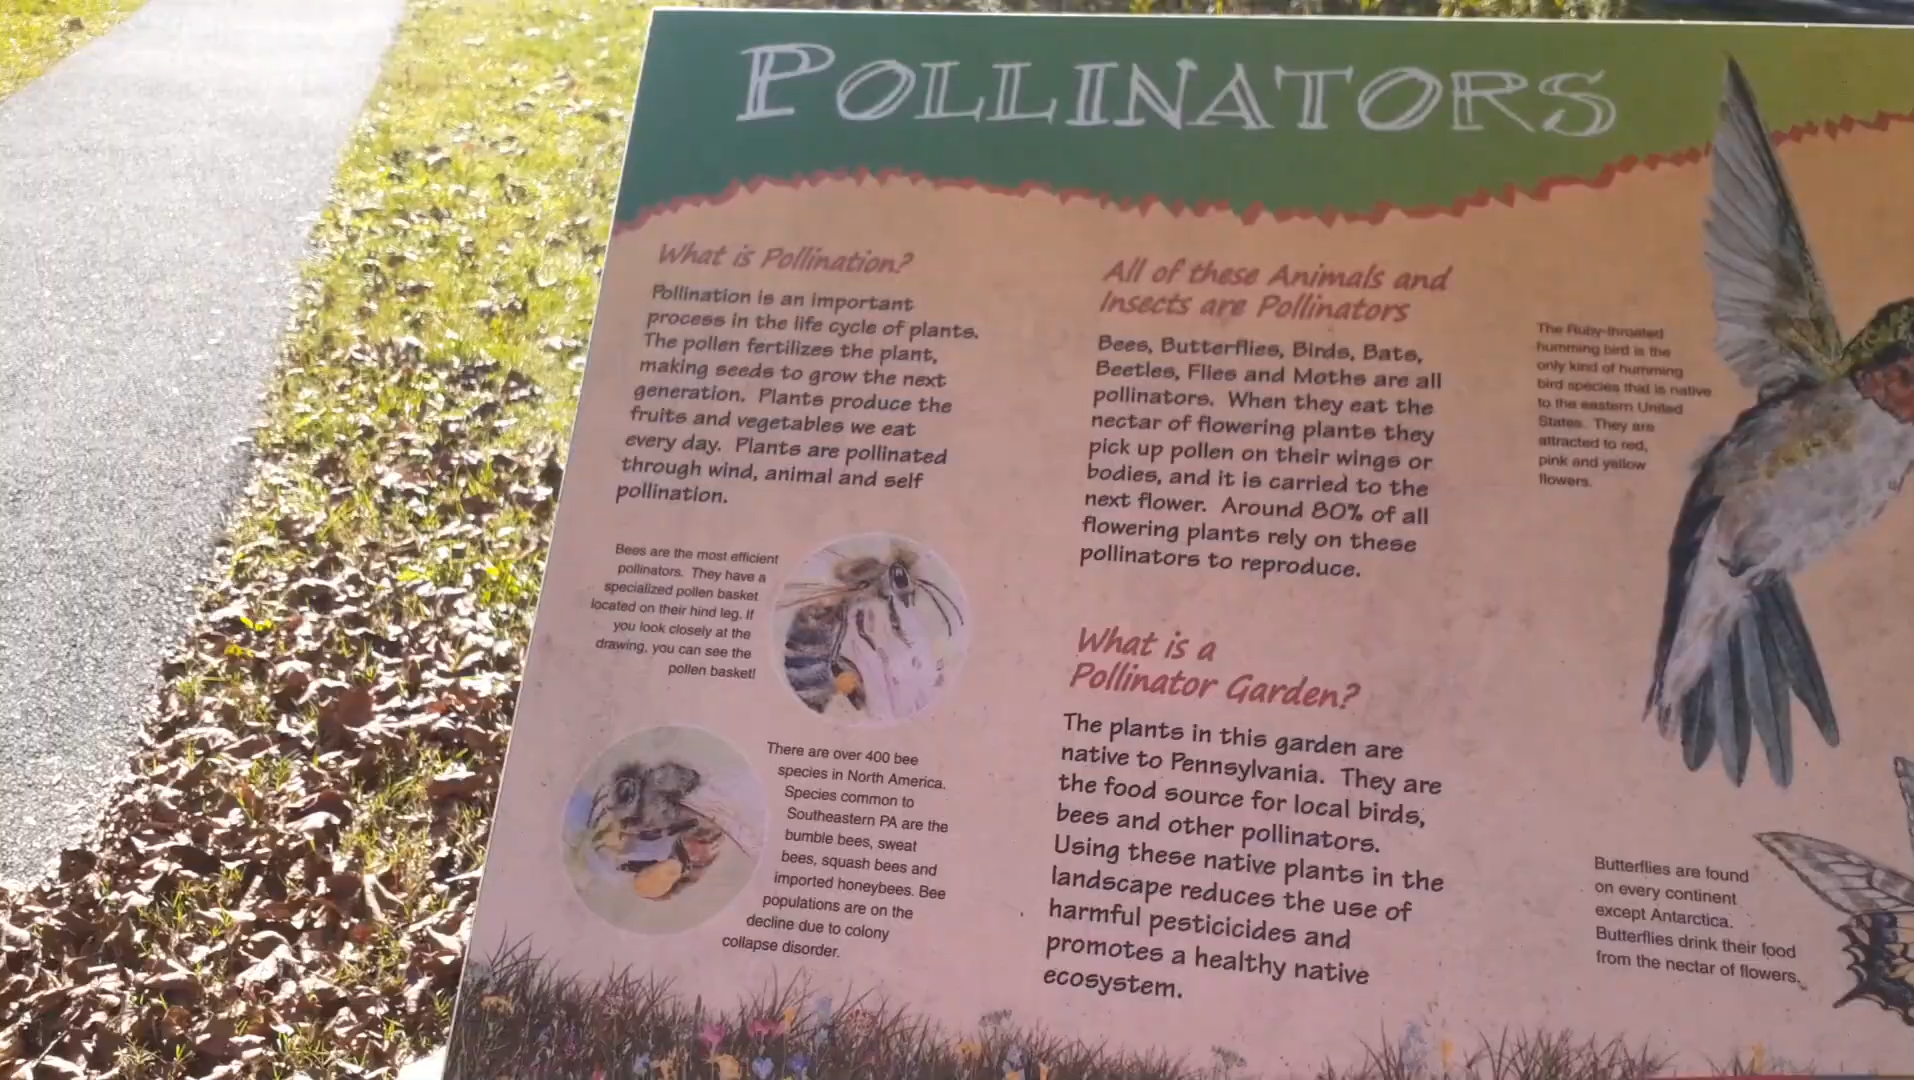 POLLINATORS
What is Pollination?
Pollination is an important
process in the life cycle of plants.
The pollen fertilizes the plant,
making seeds to grow the next
generation. Plants produce the
fruits and vegetables we eat
every day. Plants are pollinated
through wind, animal and self
pollination.
Bees are the most efficient
pollinators. They have a
specialized pollen basket
located on their hind leg. If
you look closely at the
drawing, you can see the
pollen basket!
There are over 400 bee
species in North America.
Species common to
Southeastern PA are the
bumble bees, sweat
bees, squash bees and
imported honeybees. Bee
populations are on the
decline due to colony
collapse disorder.
All of these Animals and
Insects are Pollinators
Bees, Butterflies, Birds, Bats,
Beetles, Flies and Moths are all
pollinators. When they eat the
nectar of flowering plants they
pick up pollen on their wings or
bodies, and it is carried to the
next flower. Around 80% of all
flowering plants rely on these
pollinators to reproduce.
What is a
Pollinator Garden?
The plants in this garden are
native to Pennsylvania. They are
the food source for local birds,
bees and other pollinators.
Using these native plants in the
landscape reduces the use of
harmful pesticicides and
promotes a healthy native
ecosystem.
The Ruby-throated
humming bird is the
only kind of humming
bird species that is native
to the eastern United
States. They are
attracted to red,
pink and yellow
flowers.
Butterflies are found
on every continent
except Antarctica.
Butterflies drink their food
from the nectar of flowers.